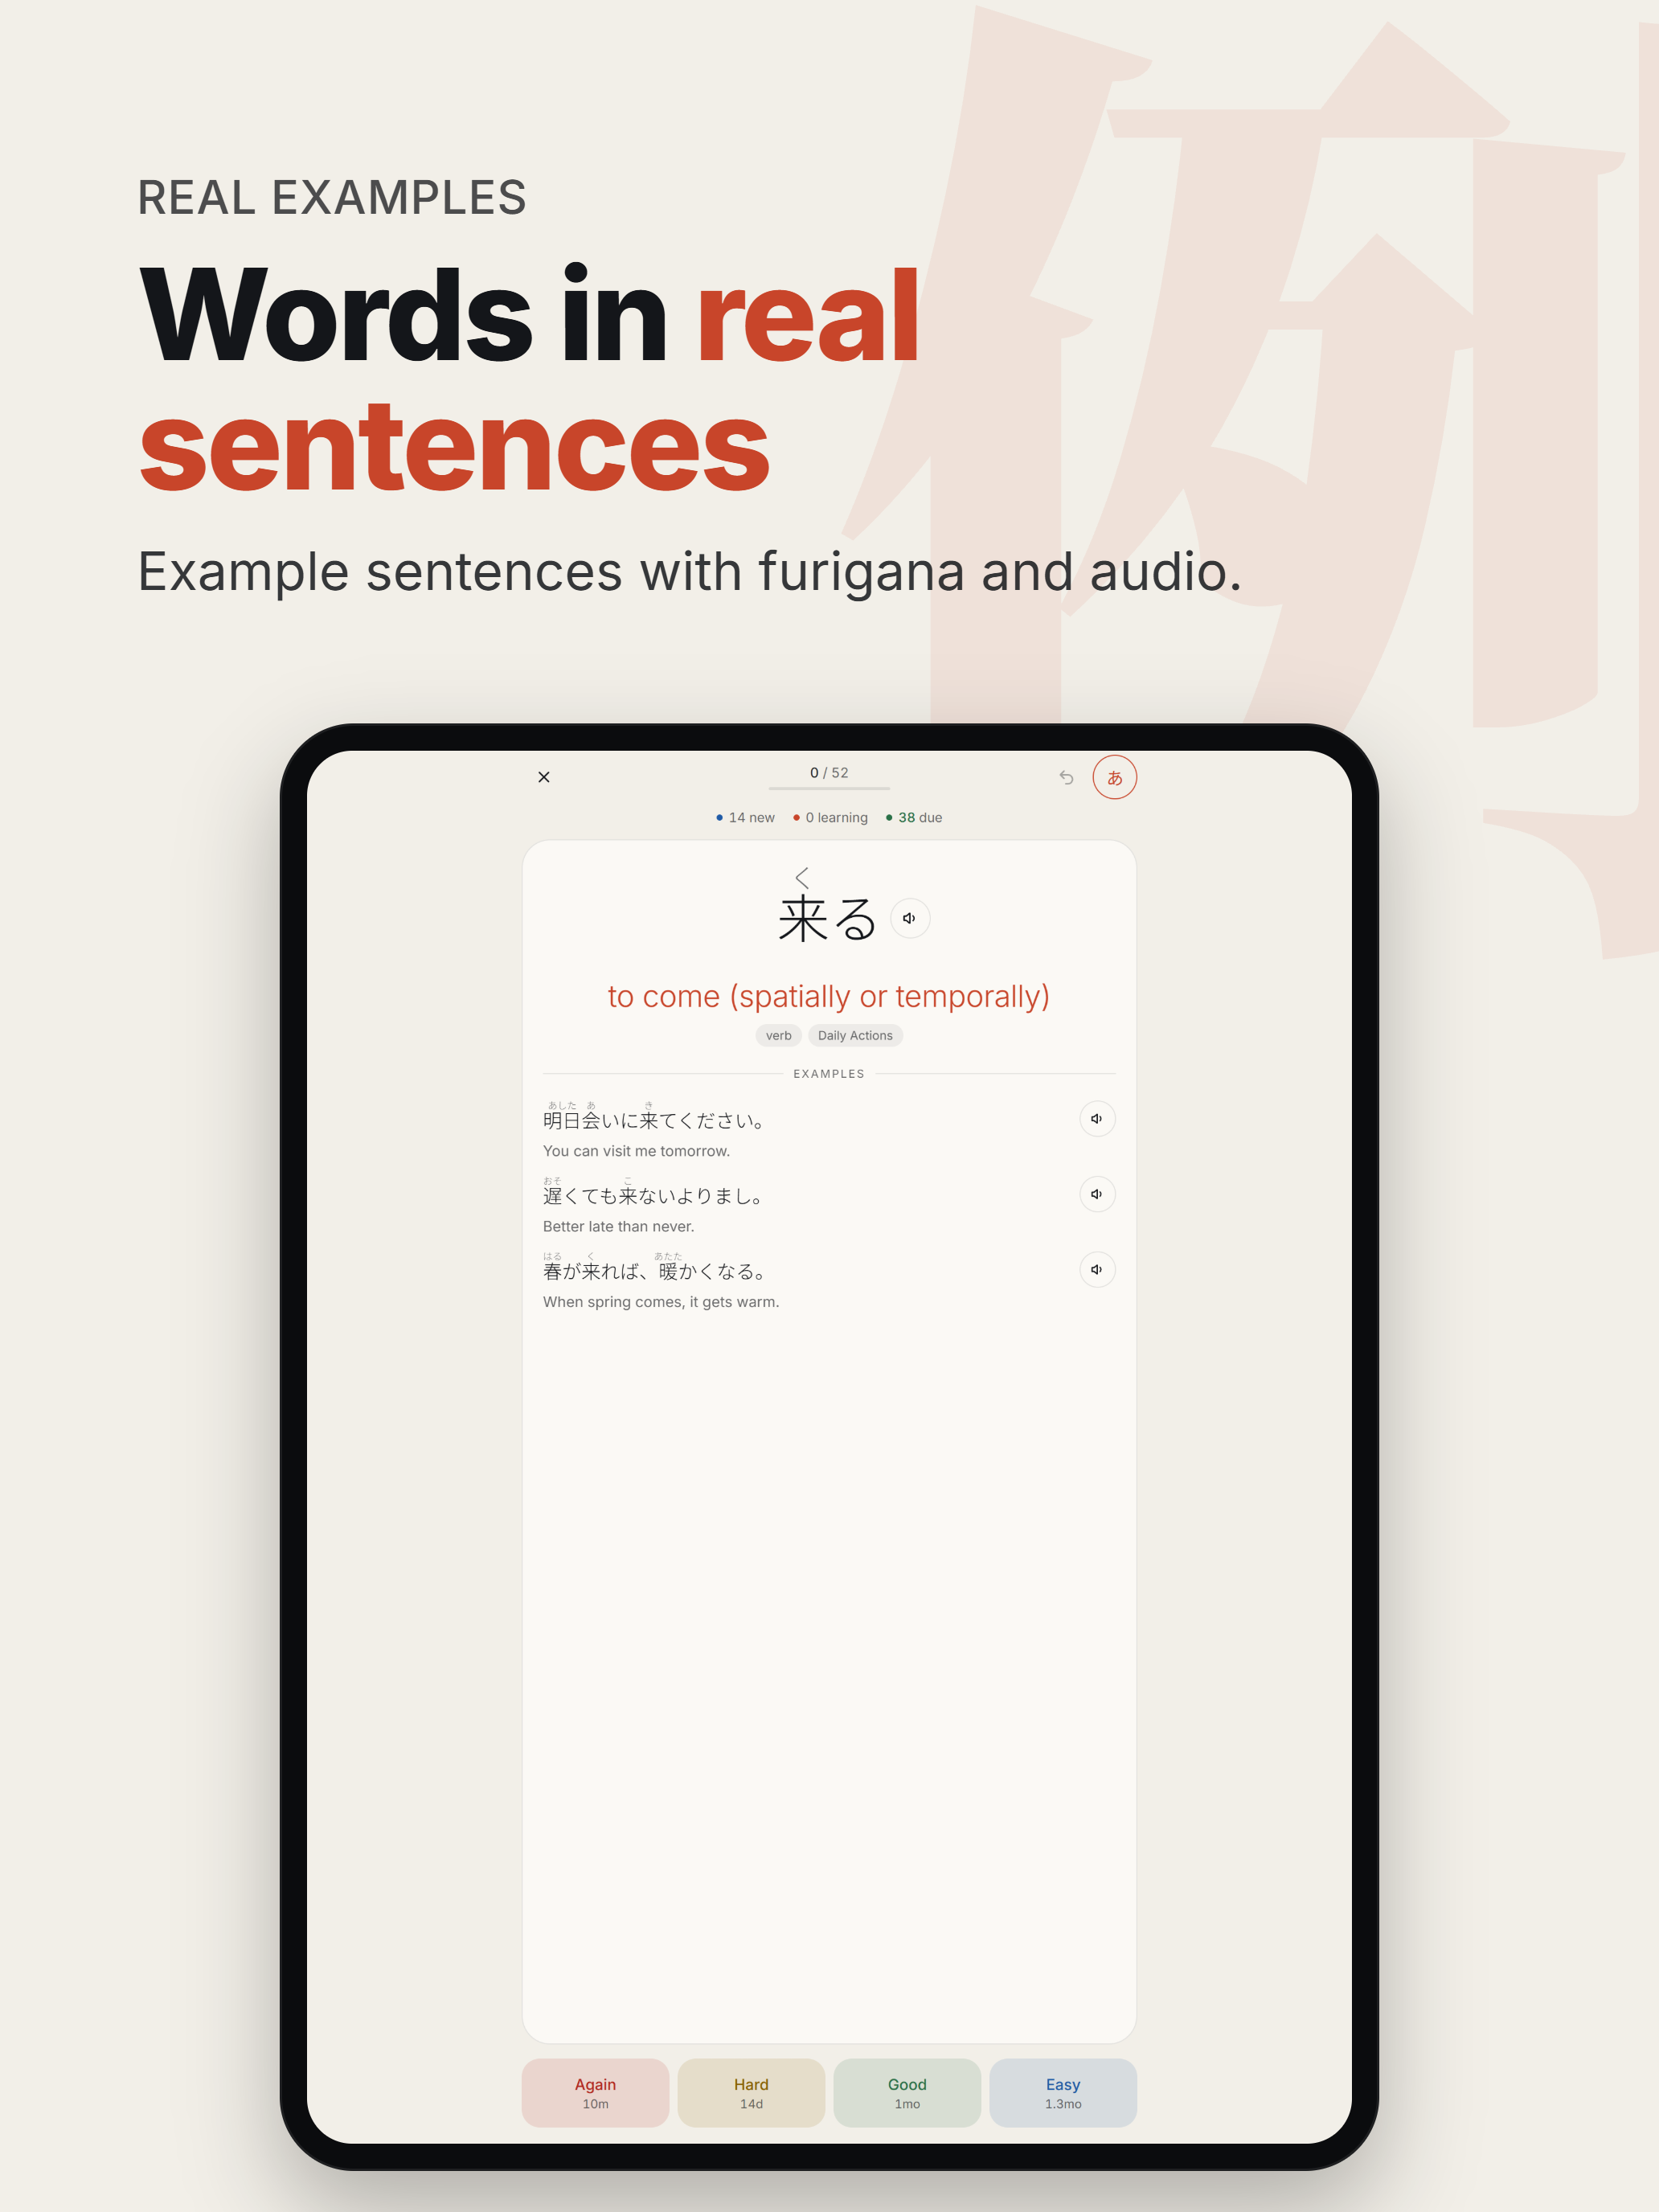 例
REAL EXAMPLES
Words in real
sentences
Example sentences with furigana and audio.
0 / 52
あ
14 new 0 learning 38 due
く
来る
to come (spatially or temporally)
verb Daily Actions
EXAMPLES
あした あ き
明日会いに来てください。
You can visit me tomorrow.
おそ こ
遅くても来ないよりまし。
Better late than never.
はる く あたた
春が来れば、暖かくなる。
When spring comes, it gets warm.
Again Hard Good Easy
10m 14d 1mo 1.3mo